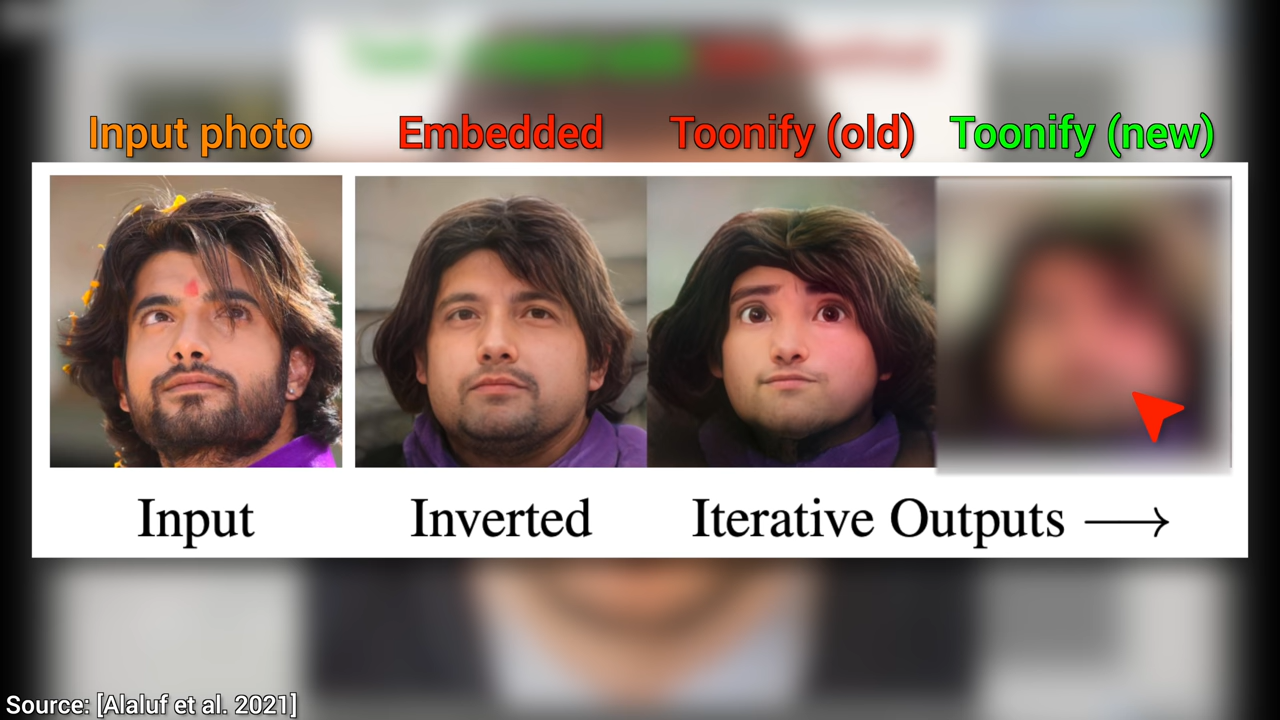 Input photo
Embedded
Toonify (old)
Toonify (new)
Input
Inverted
Iterative Outputs ⟶
Source: [Alaluf et al. 2021]